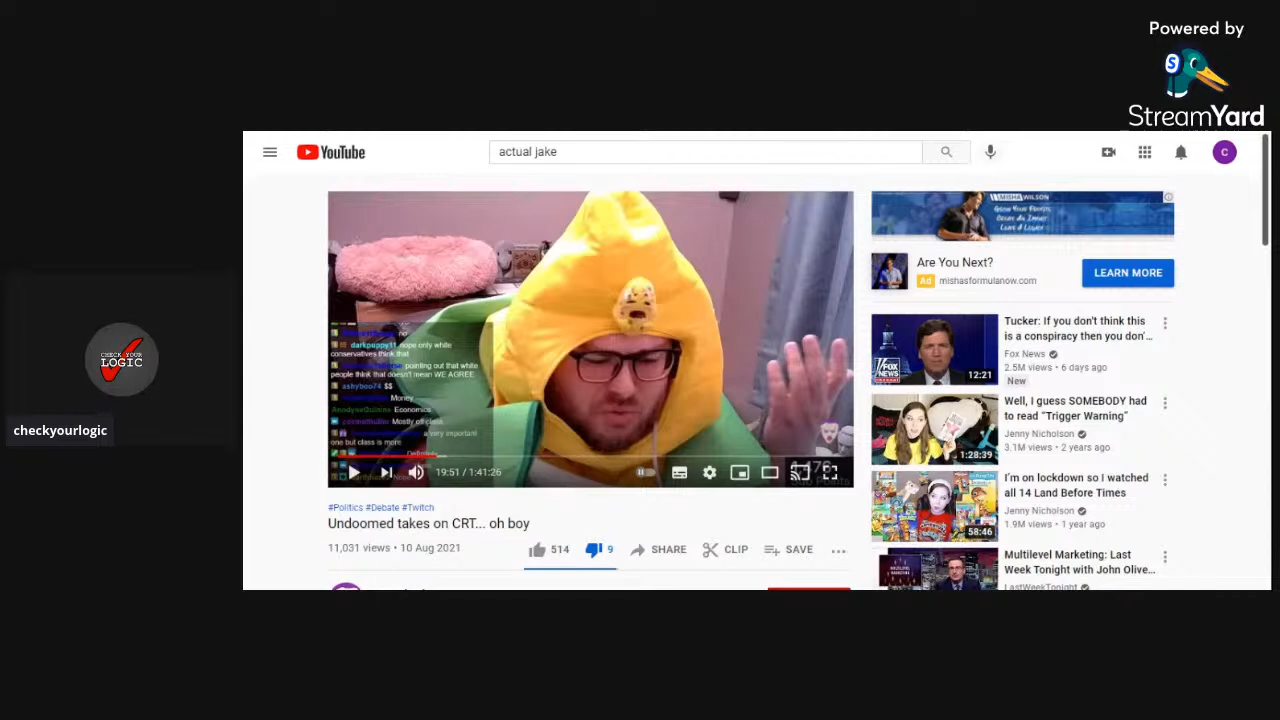 Powered by
StreamYard
YouTube
actual jake
C
CHECK YOUR
LOGIC
checkyourlogic
no
darkpuppy11 nope only white
conservatives think that
pointing out that white
people think that doesn't mean WE AGREE
ashyboo74 $$
Money
AnodyneQuinine Economics
Mostly of class
a very important
one but class is more
19:51 / 1:41:26
#Politics #Debate #Twitch
Undoomed takes on CRT... oh boy
11,031 views • 10 Aug 2021
514
9
SHARE
CLIP
SAVE
MISHA WILSON
Are You Next?
Ad mishasformulanow.com
LEARN MORE
FOX
NEWS
12:21
Tucker: If you don't think this
is a conspiracy then you don'...
Fox News
2.5M views • 6 days ago
New
1:28:39
Well, I guess SOMEBODY had
to read "Trigger Warning"
Jenny Nicholson
3.1M views • 2 years ago
58:46
I'm on lockdown so I watched
all 14 Land Before Times
Jenny Nicholson
1.9M views • 1 year ago
Multilevel Marketing: Last
Week Tonight with John Olive...
LastWeekTonight